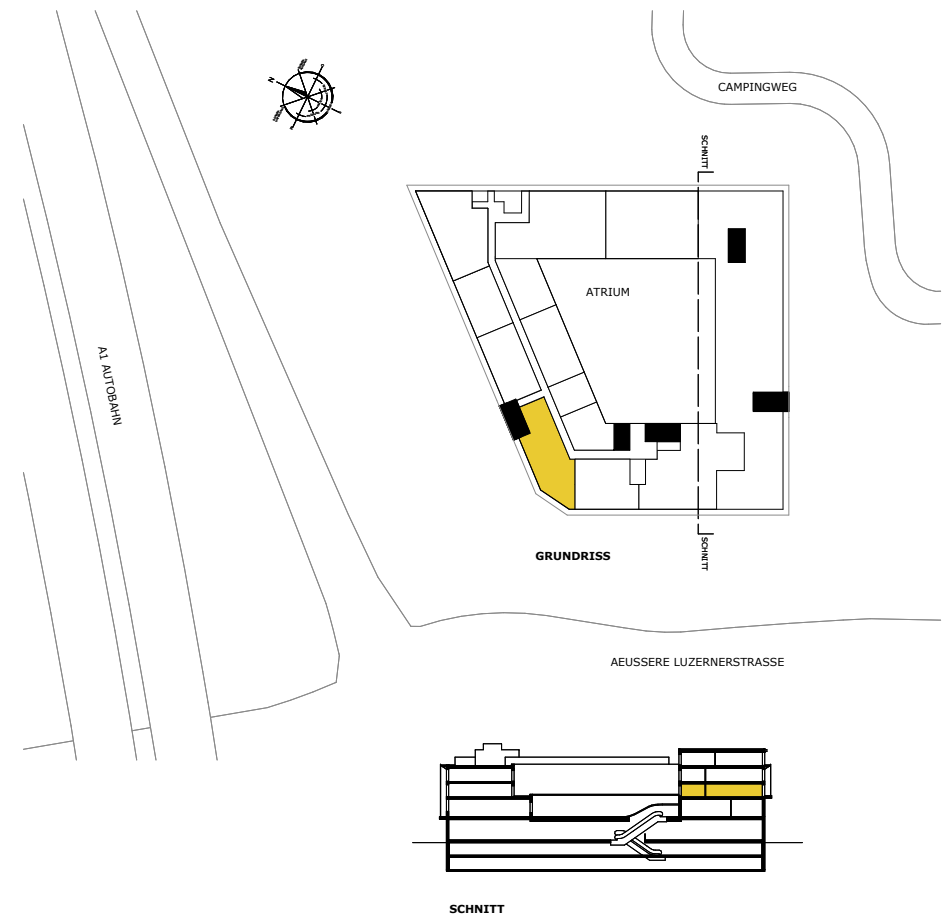 N
CAMPINGWEG
SCHNITT
ATRIUM
A1 AUTOBAHN
SCHNITT
GRUNDRISS
AEUSSERE LUZERNERSTRASSE
SCHNITT